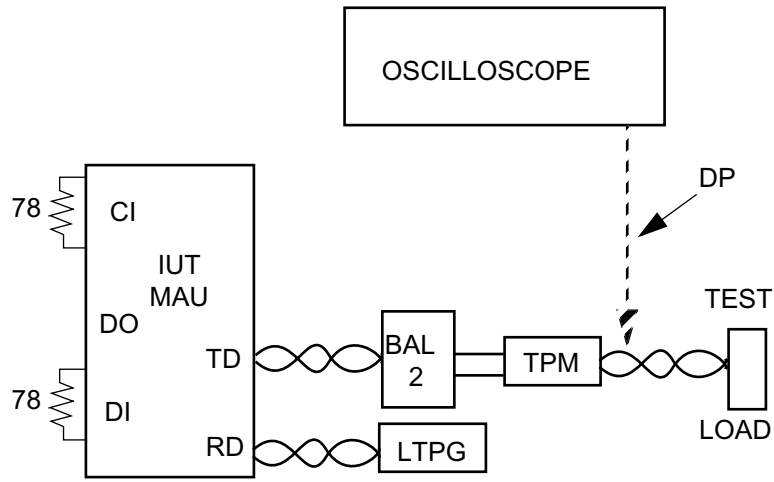 OSCILLOSCOPE
DP
78
CI
IUT
MAU
DO
TD
BAL
2
TPM
TEST
LOAD
78
DI
RD
LTPG